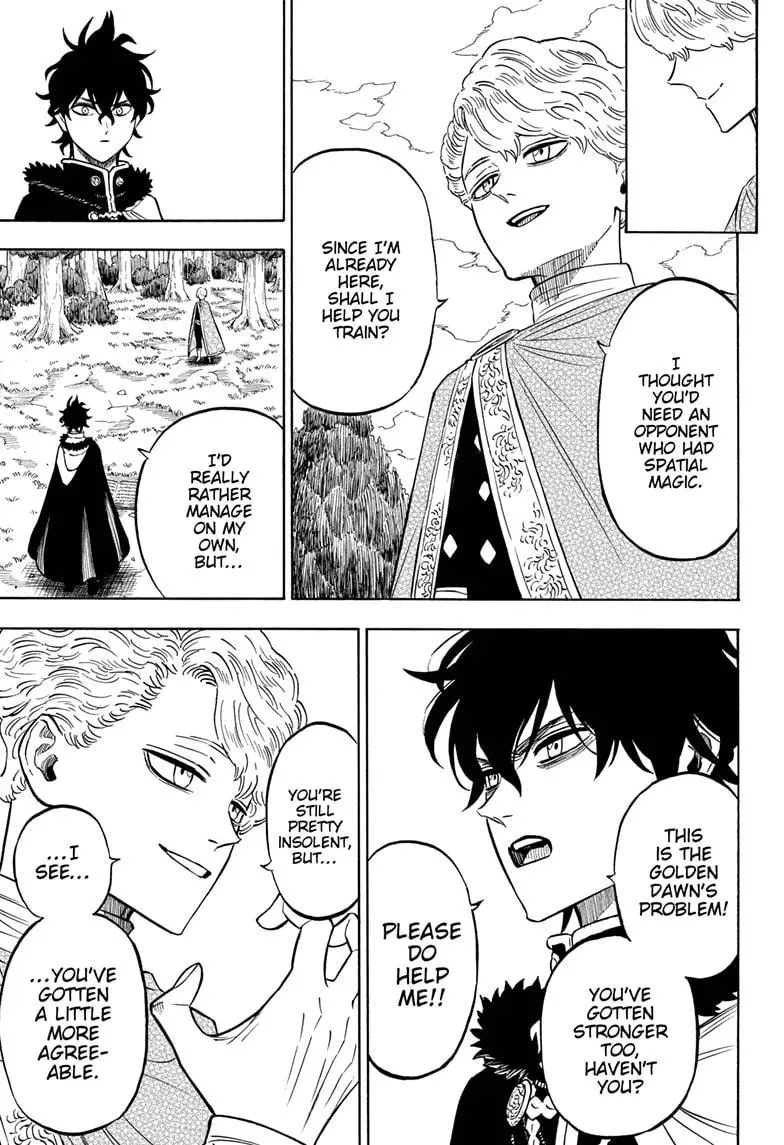 I
THOUGHT
YOU'D
NEED AN
OPPONENT
WHO HAD
SPATIAL
MAGIC.
SINCE I'M
ALREADY
HERE,
SHALL I
HELP YOU
TRAIN?
I'D
REALLY
RATHER
MANAGE
ON MY
OWN,
BUT...
THIS
IS THE
GOLDEN
DAWN'S
PROBLEM!
YOU'VE
GOTTEN
STRONGER
TOO,
HAVEN'T
YOU?
PLEASE
DO
HELP
ME!!
YOU'RE
STILL
PRETTY
INSOLENT,
BUT...
...I
SEE...
...YOU'VE
GOTTEN
A LITTLE
MORE
AGREE-
ABLE.